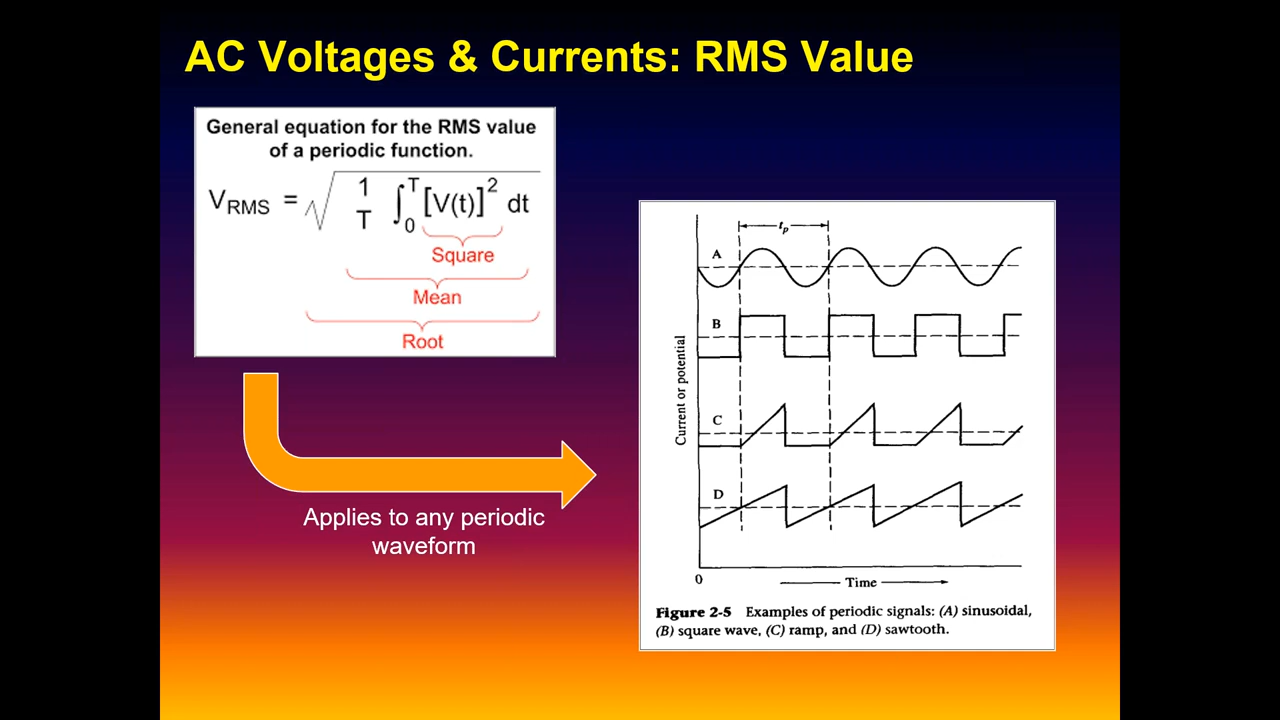 AC Voltages & Currents: RMS Value
General equation for the RMS value
of a periodic function.
V_RMS = √ 1/T ∫₀ᵀ [V(t)]² dt
Square
Mean
Root
Applies to any periodic
waveform
t_p
A
B
C
D
Current or potential
0
Time
Figure 2-5 Examples of periodic signals: (A) sinusoidal,
(B) square wave, (C) ramp, and (D) sawtooth.